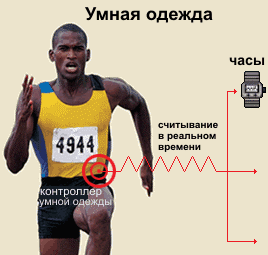 Умная одежда
часы
считывание
в реальном
времени
4944
контроллер
умной одежды